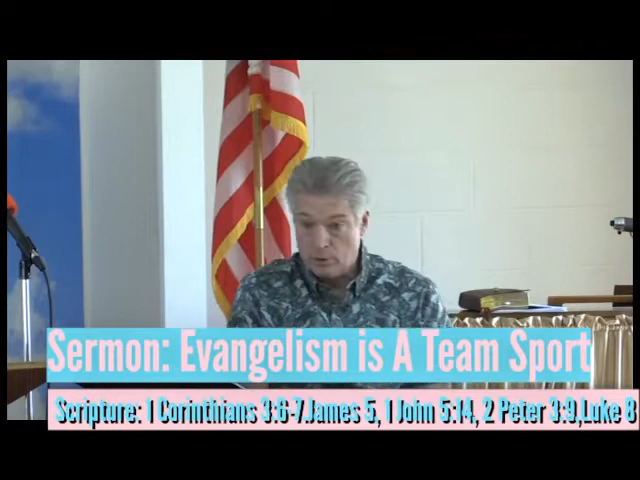 Sermon: Evangelism is A Team Sport
Scripture: 1 Corinthians 3:6-7.James 5, 1 John 5:14, 2 Peter 3:9,Luke 8